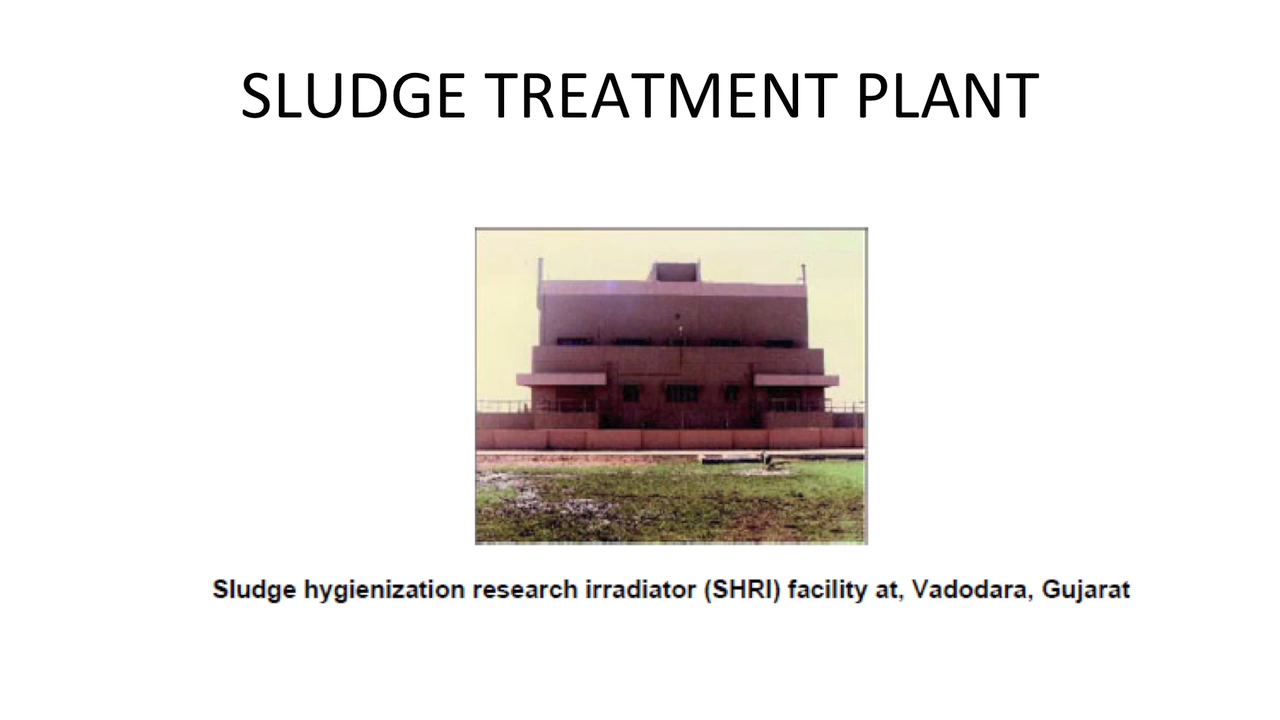 SLUDGE TREATMENT PLANT
Sludge hygienization research irradiator (SHRI) facility at, Vadodara, Gujarat